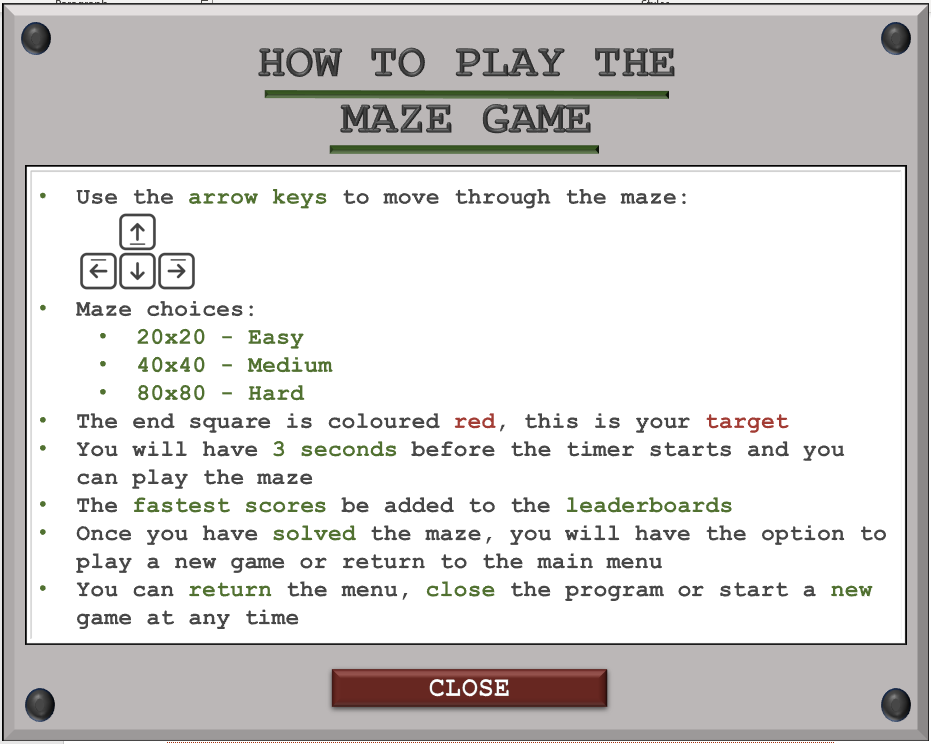 HOW TO PLAY THE
MAZE GAME
• Use the arrow keys to move through the maze:
↑
← ↓ →
• Maze choices:
• 20x20 – Easy
• 40x40 – Medium
• 80x80 – Hard
• The end square is coloured red, this is your target
• You will have 3 seconds before the timer starts and you
can play the maze
• The fastest scores be added to the leaderboards
• Once you have solved the maze, you will have the option to
play a new game or return to the main menu
• You can return the menu, close the program or start a new
game at any time
CLOSE